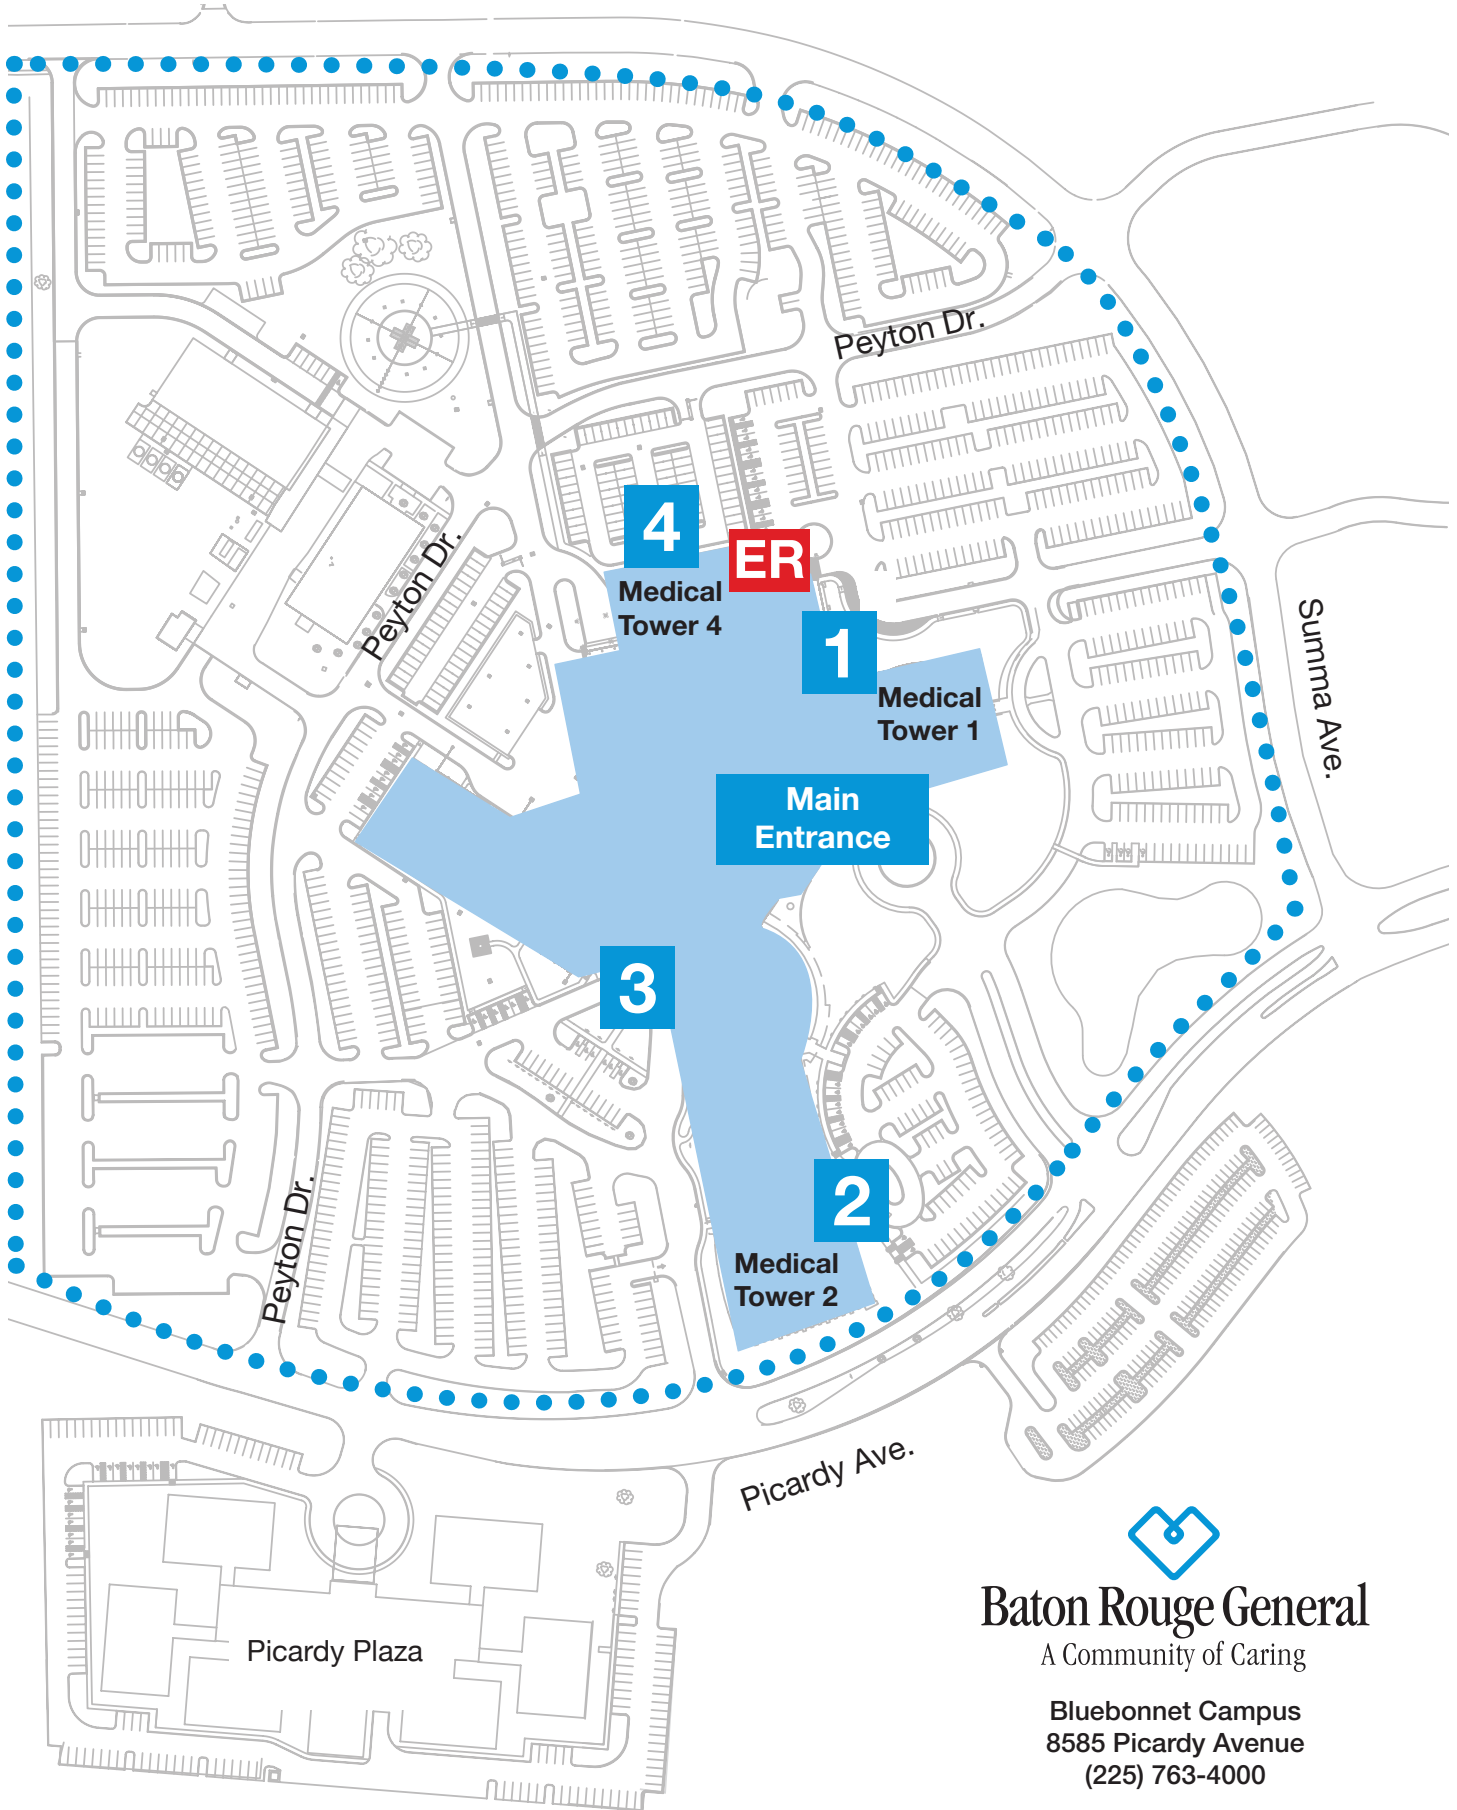 Peyton Dr.
4
ER
Peyton Dr.
Medical
Tower 4
Summa Ave.
1
Medical
Tower 1
Main
Entrance
3
2
Peyton Dr.
Medical
Tower 2
Picardy Ave.
Picardy Plaza
Baton Rouge General
A Community of Caring
Bluebonnet Campus
8585 Picardy Avenue
(225) 763-4000